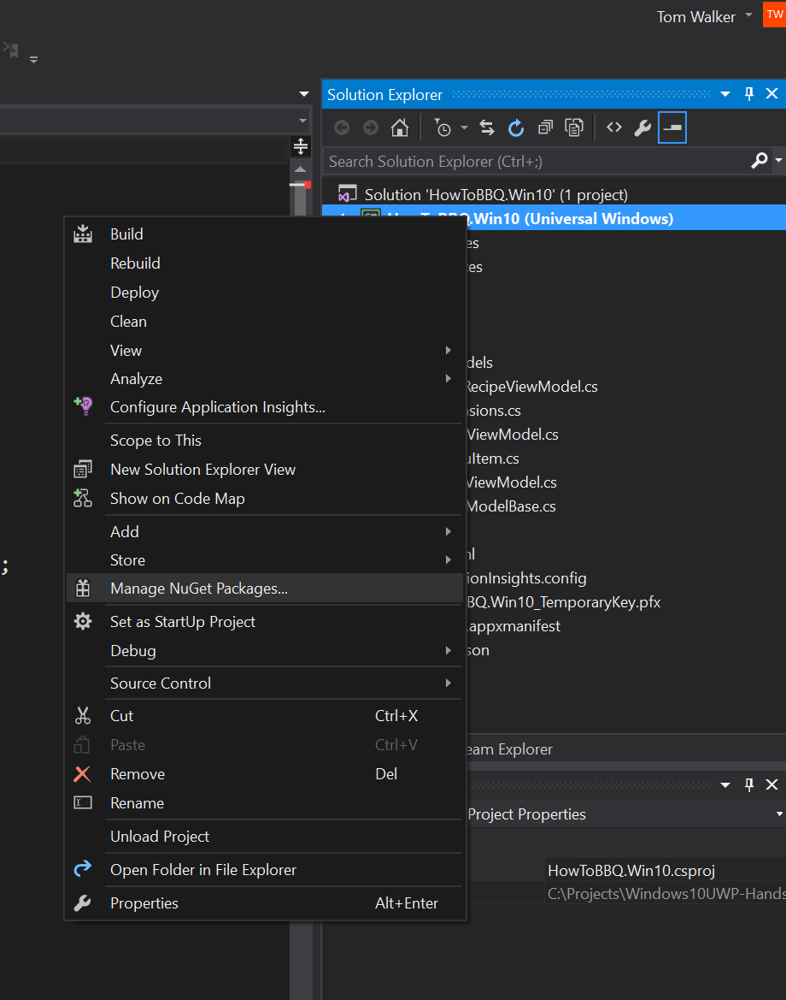 Tom Walker
TW
Solution Explorer
Search Solution Explorer (Ctrl+;)
Solution 'HowToBBQ.Win10' (1 project)
.Win10 (Universal Windows)
Build
es
Rebuild
ces
Deploy
Clean
View
dels
Analyze
RecipeViewModel.cs
Configure Application Insights...
nsions.cs
Scope to This
ViewModel.cs
New Solution Explorer View
uItem.cs
ViewModel.cs
Show on Code Map
ModelBase.cs
Add
Store
ml
;
ionInsights.config
Manage NuGet Packages...
BQ.Win10_TemporaryKey.pfx
Set as StartUp Project
.appxmanifest
Debug
son
Source Control
Cut Ctrl+X
Paste Ctrl+V
eam Explorer
Remove Del
Rename
Project Properties
Unload Project
Open Folder in File Explorer
HowToBBQ.Win10.csproj
C:\Projects\Windows10UWP-Hands
Properties Alt+Enter